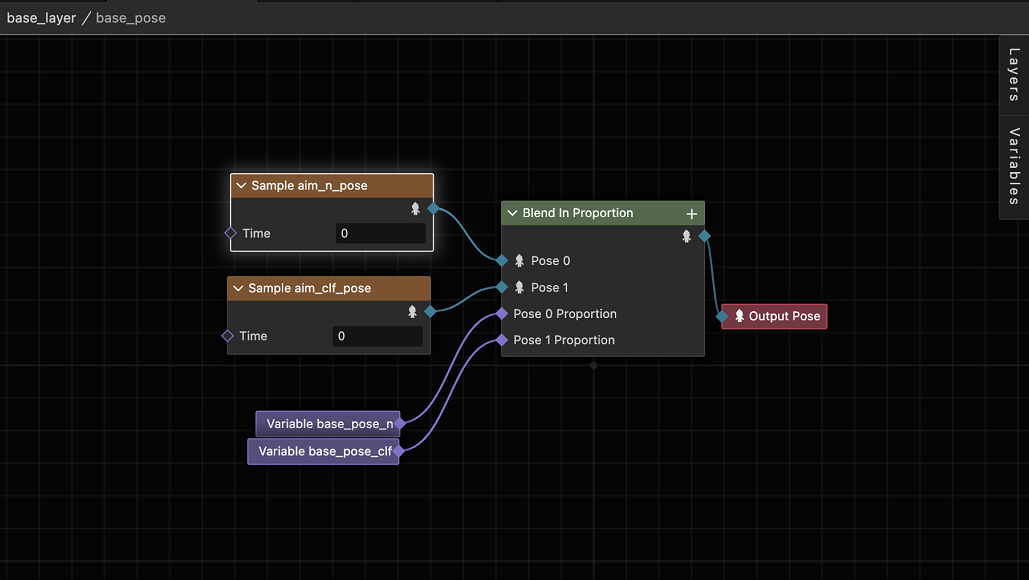 base_layer / base_pose
Layers
Variables
Sample aim_n_pose
Time 0
Sample aim_clf_pose
Time 0
Variable base_pose_n
Variable base_pose_clf
Blend In Proportion +
Pose 0
Pose 1
Pose 0 Proportion
Pose 1 Proportion
Output Pose